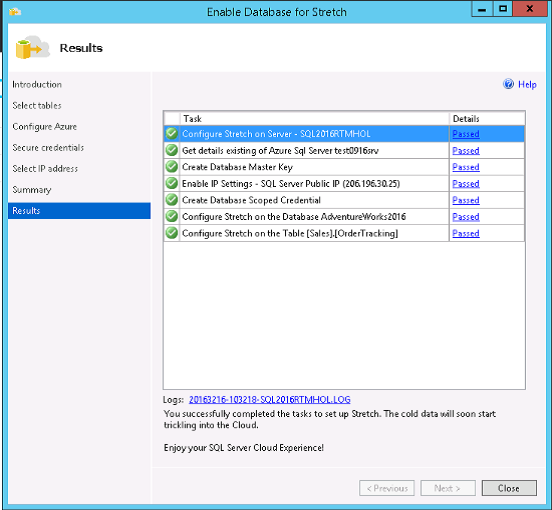 Enable Database for Stretch
Results
Introduction
Select tables
Configure Azure
Secure credentials
Select IP address
Summary
Results
Help
Task Details
Configure Stretch on Server - SQL2016RTMHOL Passed
Get details existing of Azure Sql Server test0916srv Passed
Create Database Master Key Passed
Enable IP Settings - SQL Server Public IP (206.196.30.25) Passed
Create Database Scoped Credential Passed
Configure Stretch on the Database AdventureWorks2016 Passed
Configure Stretch on the Table [Sales].[OrderTracking] Passed
Logs: 20163216-103218-SQL2016RTMHOL.LOG
You successfully completed the tasks to set up Stretch. The cold data will soon start
trickling into the Cloud.
Enjoy your SQL Server Cloud Experience!
< Previous Next > Close